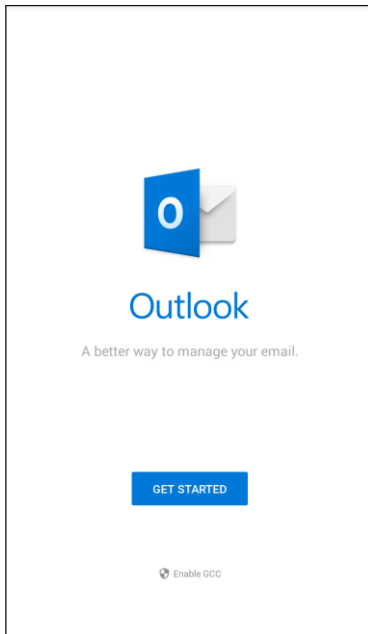 O
Outlook
A better way to manage your email.
GET STARTED
Enable GCC